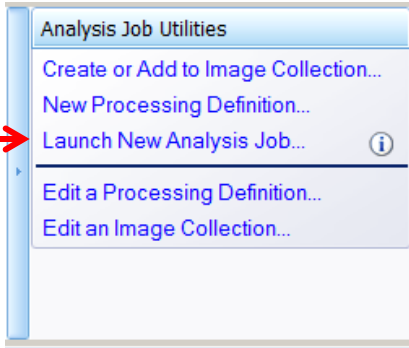 Analysis Job Utilities
Create or Add to Image Collection...
New Processing Definition...
Launch New Analysis Job...
Edit a Processing Definition...
Edit an Image Collection...